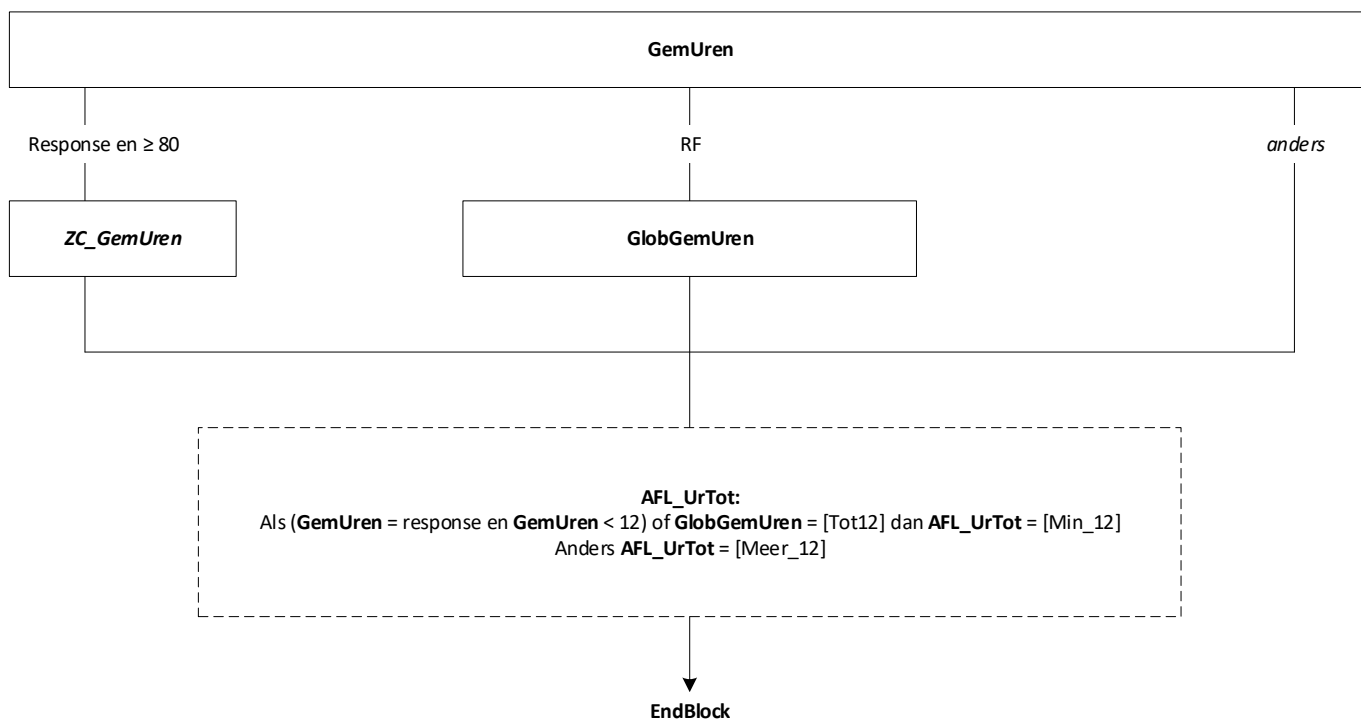 GemUren
Response en ≥ 80
RF
anders
ZC_GemUren
GlobGemUren
AFL_UrTot:
Als (GemUren = response en GemUren < 12) of GlobGemUren = [Tot12] dan AFL_UrTot = [Min_12]
Anders AFL_UrTot = [Meer_12]
EndBlock